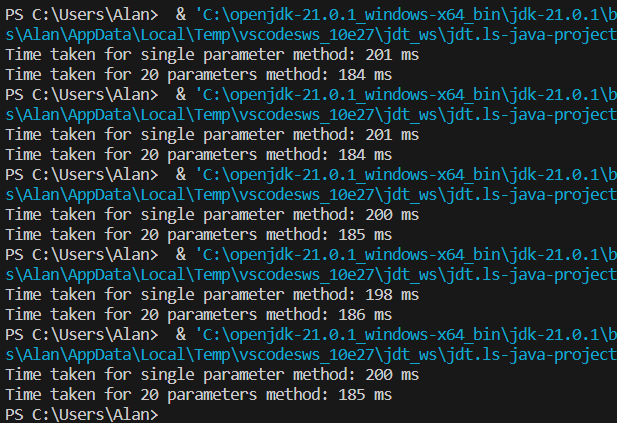 PS C:\Users\Alan>  & 'C:\openjdk-21.0.1_windows-x64_bin\jdk-21.0.1\b
s\Alan\AppData\Local\Temp\vscodesws_10e27\jdt_ws\jdt.ls-java-project
Time taken for single parameter method: 201 ms
Time taken for 20 parameters method: 184 ms
PS C:\Users\Alan>  & 'C:\openjdk-21.0.1_windows-x64_bin\jdk-21.0.1\b
s\Alan\AppData\Local\Temp\vscodesws_10e27\jdt_ws\jdt.ls-java-project
Time taken for single parameter method: 201 ms
Time taken for 20 parameters method: 184 ms
PS C:\Users\Alan>  & 'C:\openjdk-21.0.1_windows-x64_bin\jdk-21.0.1\b
s\Alan\AppData\Local\Temp\vscodesws_10e27\jdt_ws\jdt.ls-java-project
Time taken for single parameter method: 200 ms
Time taken for 20 parameters method: 185 ms
PS C:\Users\Alan>  & 'C:\openjdk-21.0.1_windows-x64_bin\jdk-21.0.1\b
s\Alan\AppData\Local\Temp\vscodesws_10e27\jdt_ws\jdt.ls-java-project
Time taken for single parameter method: 198 ms
Time taken for 20 parameters method: 186 ms
PS C:\Users\Alan>  & 'C:\openjdk-21.0.1_windows-x64_bin\jdk-21.0.1\b
s\Alan\AppData\Local\Temp\vscodesws_10e27\jdt_ws\jdt.ls-java-project
Time taken for single parameter method: 200 ms
Time taken for 20 parameters method: 185 ms
PS C:\Users\Alan>